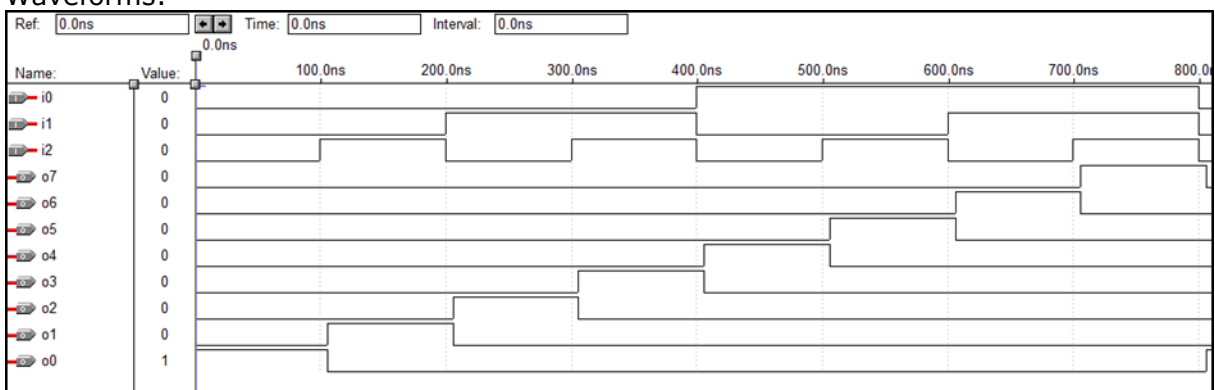 Waveforms:
Ref: 0.0ns Time: 0.0ns Interval: 0.0ns
0.0ns
Name: Value: 100.0ns 200.0ns 300.0ns 400.0ns 500.0ns 600.0ns 700.0ns 800.0
i0 0
i1 0
i2 0
o7 0
o6 0
o5 0
o4 0
o3 0
o2 0
o1 0
o0 1